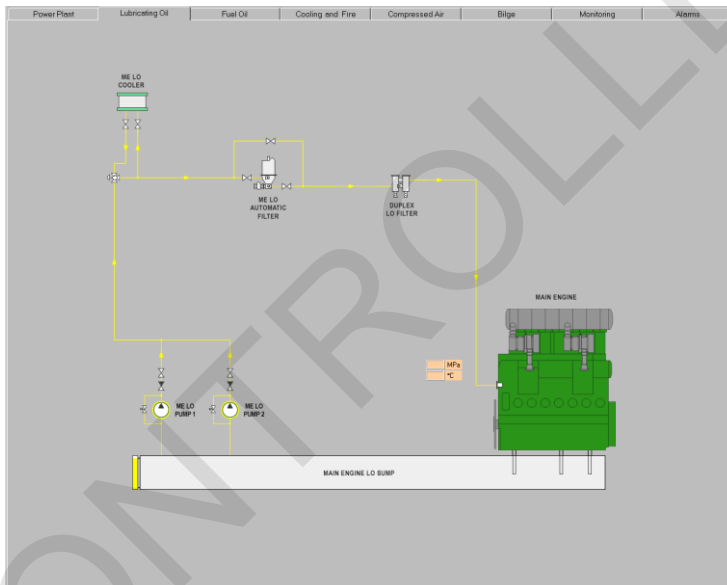 Power Plant
Lubricating Oil
Fuel Oil
Cooling and Fire
Compressed Air
Bilge
Monitoring
Alarms
ME LO
COOLER
ME LO
AUTOMATIC
FILTER
DUPLEX
LO FILTER
MAIN ENGINE
MPa
°C
ME LO
PUMP 1
ME LO
PUMP 2
MAIN ENGINE LO SUMP
ONTROLLE